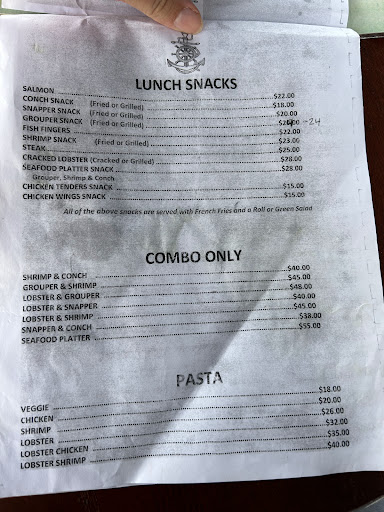 LUNCH SNACKS
SALMON $22.00
CONCH SNACK (Fried or Grilled) $18.00
SNAPPER SNACK (Fried or Grilled) $20.00
GROUPER SNACK (Fried or Grilled) -24
FISH FINGERS $22.00
SHRIMP SNACK (Fried or Grilled) $23.00
STEAK $25.00
CRACKED LOBSTER (Cracked or Grilled) $28.00
SEAFOOD PLATTER SNACK $28.00
Grouper, Shrimp & Conch
CHICKEN TENDERS SNACK $15.00
CHICKEN WINGS SNACK $15.00
All of the above snacks are served with French Fries and a Roll or Green Salad
COMBO ONLY
SHRIMP & CONCH $40.00
GROUPER & SHRIMP $45.00
LOBSTER & GROUPER $48.00
LOBSTER & SNAPPER $40.00
LOBSTER & SHRIMP $45.00
SNAPPER & CONCH $38.00
SEAFOOD PLATTER $55.00
PASTA
VEGGIE $18.00
CHICKEN $20.00
SHRIMP $26.00
LOBSTER $32.00
LOBSTER CHICKEN $35.00
LOBSTER SHRIMP $40.00